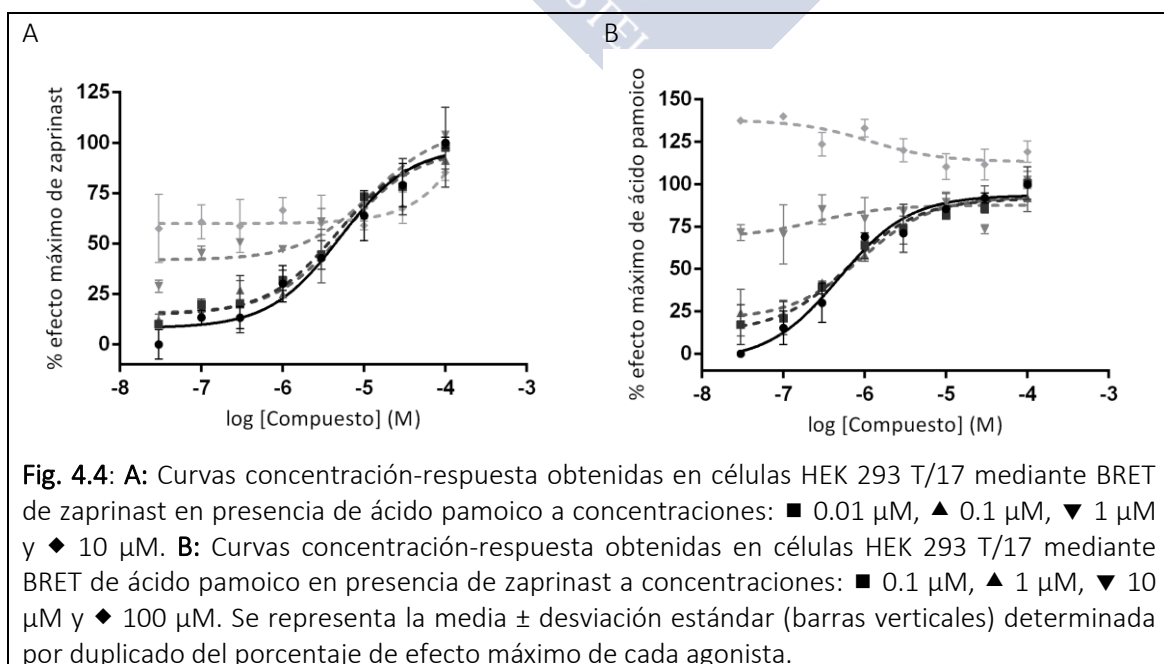 STEL
A
B
% efecto máximo de zaprinast
125
100
75
50
25
0
-8 -7 -6 -5 -4 -3
log [Compuesto] (M)
% efecto máximo de ácido pamoico
150
125
100
75
50
25
0
-8 -7 -6 -5 -4 -3
log [Compuesto] (M)
Fig. 4.4: A: Curvas concentración-respuesta obtenidas en células HEK 293 T/17 mediante BRET
de zaprinast en presencia de ácido pamoico a concentraciones: ■ 0.01 µM, ▲ 0.1 µM, ▼ 1 µM
y ◆ 10 µM. B: Curvas concentración-respuesta obtenidas en células HEK 293 T/17 mediante
BRET de ácido pamoico en presencia de zaprinast a concentraciones: ■ 0.1 µM, ▲ 1 µM, ▼ 10
µM y ◆ 100 µM. Se representa la media ± desviación estándar (barras verticales) determinada
por duplicado del porcentaje de efecto máximo de cada agonista.